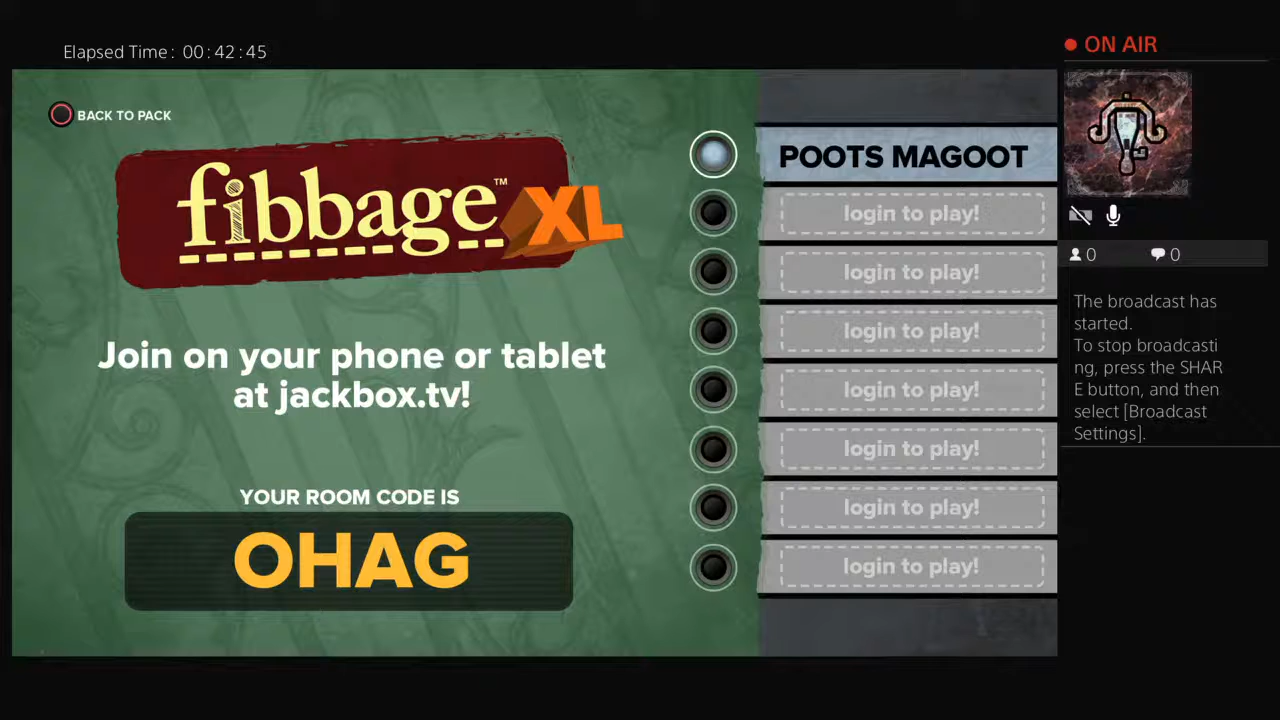 Elapsed Time: 00:42:45
ON AIR
BACK TO PACK
fibbage™ XL
Join on your phone or tablet
at jackbox.tv!
YOUR ROOM CODE IS
OHAG
POOTS MAGOOT
login to play!
login to play!
login to play!
login to play!
login to play!
login to play!
login to play!
0
0
The broadcast has
started.
To stop broadcasti
ng, press the SHAR
E button, and then
select [Broadcast
Settings].